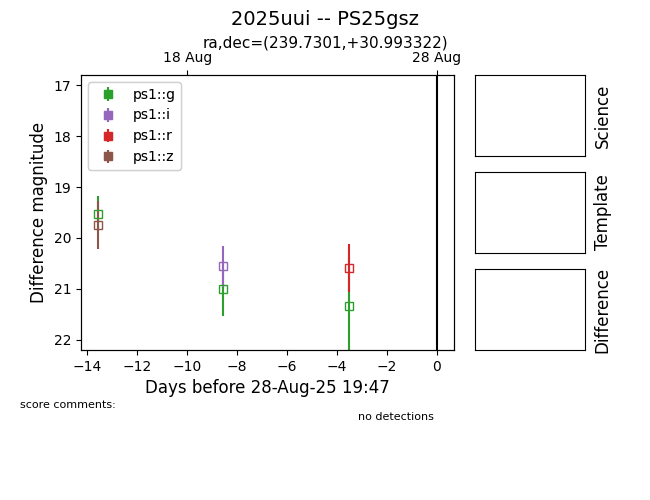 2025uui -- PS25gsz
ra,dec=(239.7301,+30.993322)
18 Aug
28 Aug
17
18
19
20
21
22
Difference magnitude
ps1::g
ps1::i
ps1::r
ps1::z
−14
−12
−10
−8
−6
−4
−2
0
Days before 28-Aug-25 19:47
Science
Template
Difference
score comments:
no detections